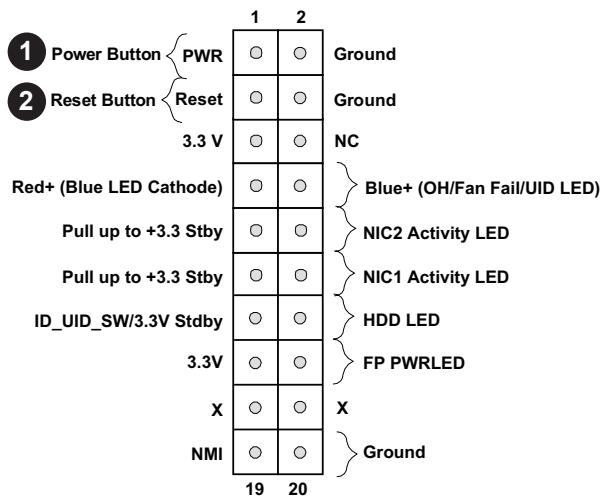 1 2
1 Power Button PWR Ground
2 Reset Button Reset Ground
3.3 V NC
Red+ (Blue LED Cathode) Blue+ (OH/Fan Fail/UID LED)
Pull up to +3.3 Stby NIC2 Activity LED
Pull up to +3.3 Stby NIC1 Activity LED
ID_UID_SW/3.3V Stdby HDD LED
3.3V FP PWRLED
X X
NMI Ground
19 20